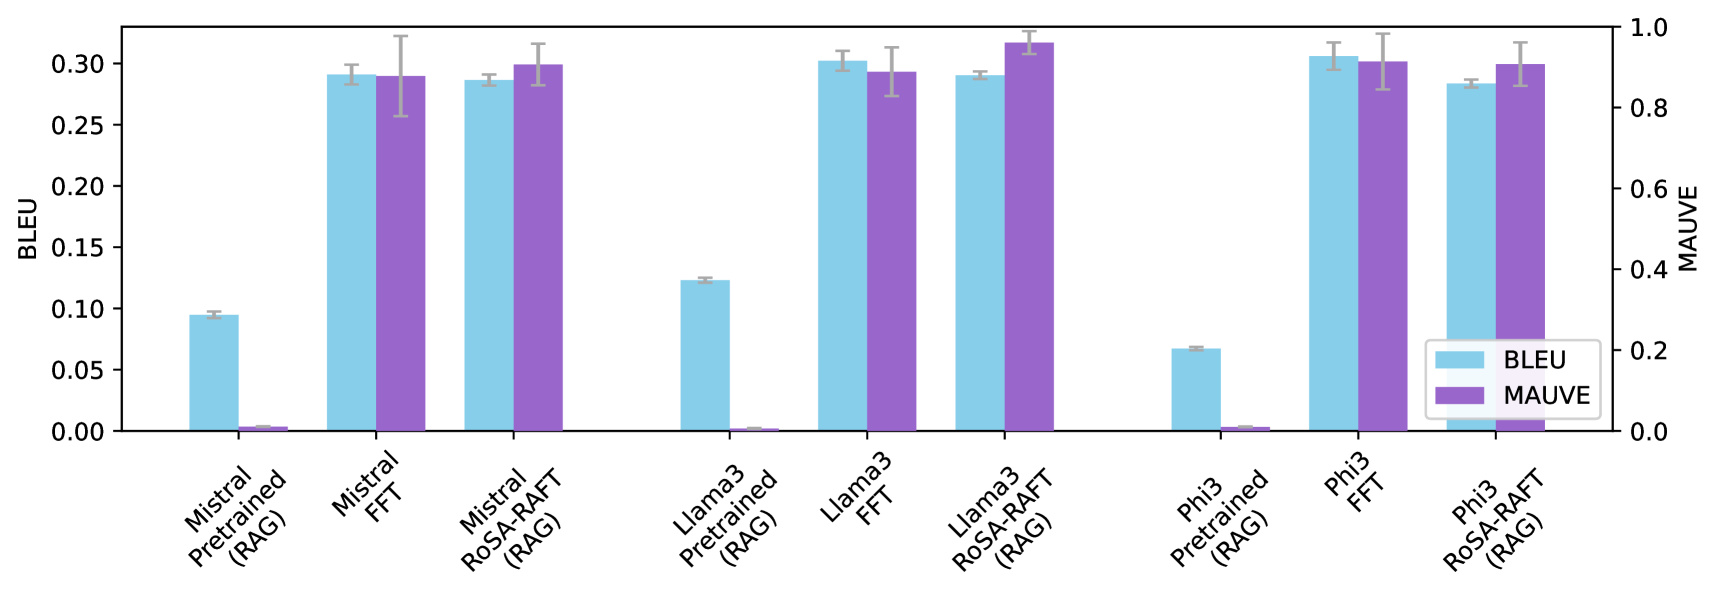 BLEU
0.30
0.25
0.20
0.15
0.10
0.05
0.00
1.0
0.8
0.6
0.4
0.2
0.0
MAUVE
BLEU
MAUVE
Mistral
Pretrained
(RAG)
Mistral
FFT
Mistral
RoSA-RAFT
(RAG)
Llama3
Pretrained
(RAG)
Llama3
FFT
Llama3
RoSA-RAFT
(RAG)
Phi3
Pretrained
(RAG)
Phi3
FFT
Phi3
RoSA-RAFT
(RAG)